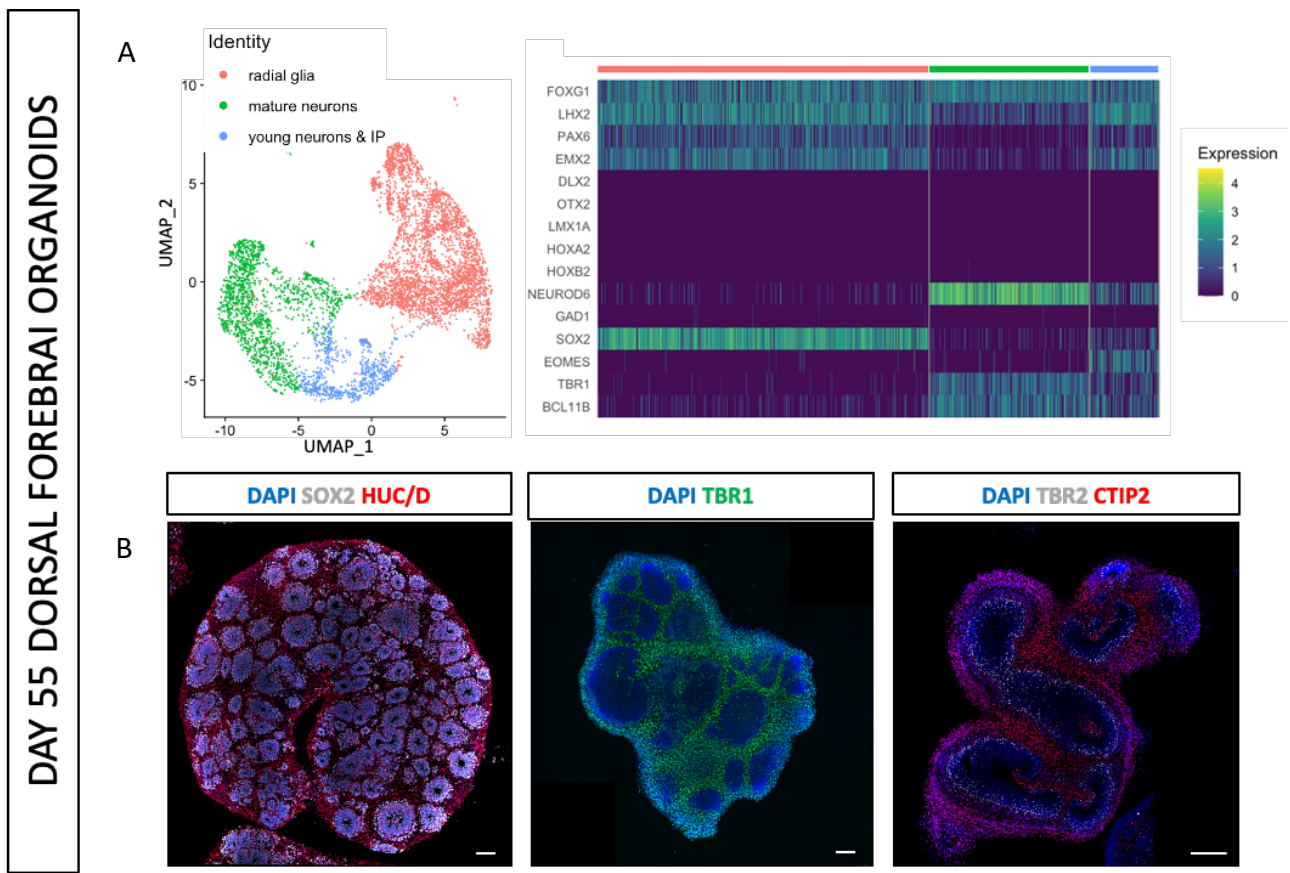 DAY 55 DORSAL FOREBRAI ORGANOIDS
A
Identity
radial glia
mature neurons
young neurons & IP
10
5
0
-5
UMAP_2
-10
-5
0
5
UMAP_1
FOXG1
LHX2
PAX6
EMX2
DLX2
OTX2
LMX1A
HOXA2
HOXB2
NEUROD6
GAD1
SOX2
EOMES
TBR1
BCL11B
Expression
4
3
2
1
0
B
DAPI SOX2 HUC/D
DAPI TBR1
DAPI TBR2 CTIP2